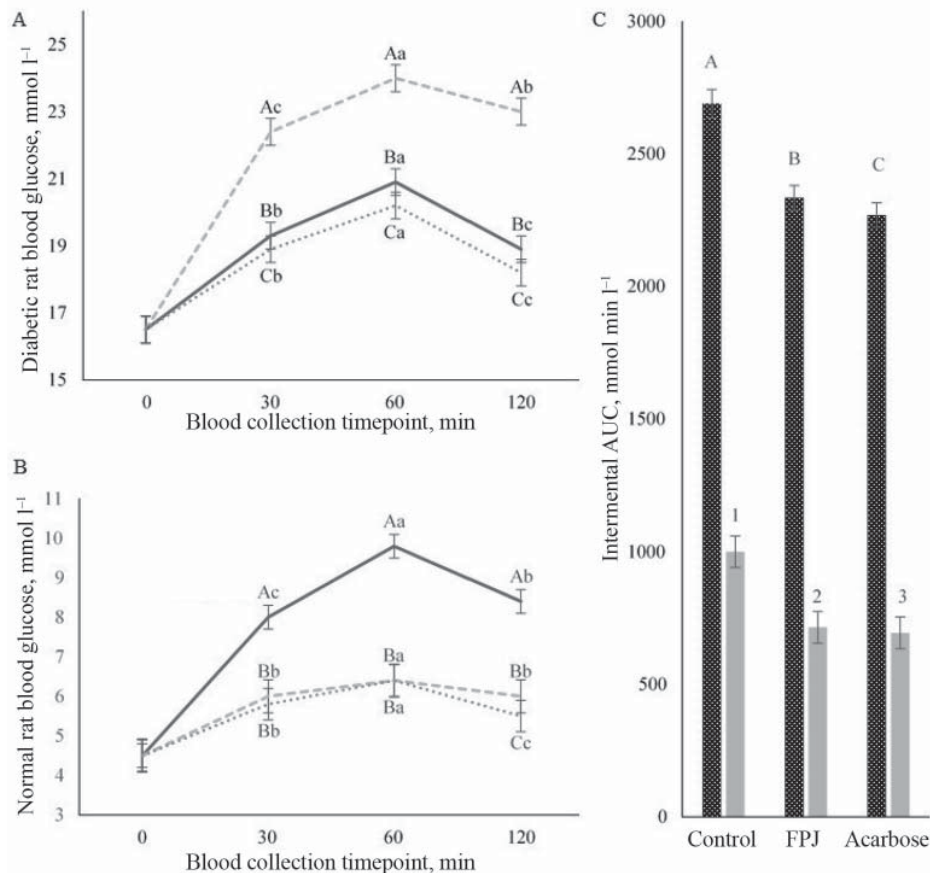 A
Diabetic rat blood glucose, mmol l⁻¹
25
23
21
19
17
15
Aa
Ac
Ab
Ba
Bb
Bc
Ca
Cb
Cc
0 30 60 120
Blood collection timepoint, min
B
Normal rat blood glucose, mmol l⁻¹
11
10
9
8
7
6
5
4
3
Aa
Ac
Ab
Ba
Bb
Bb
Ba
Bb
Cc
0 30 60 120
Blood collection timepoint, min
C
Intermental AUC, mmol min l⁻¹
3000
2500
2000
1500
1000
500
0
A
B
C
1
2
3
Control FPJ Acarbose